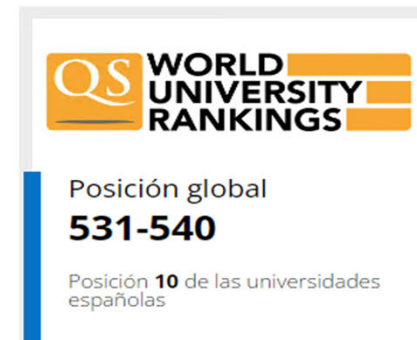 QS WORLD
UNIVERSITY
RANKINGS
Posición global
531-540
Posición 10 de las universidades
españolas